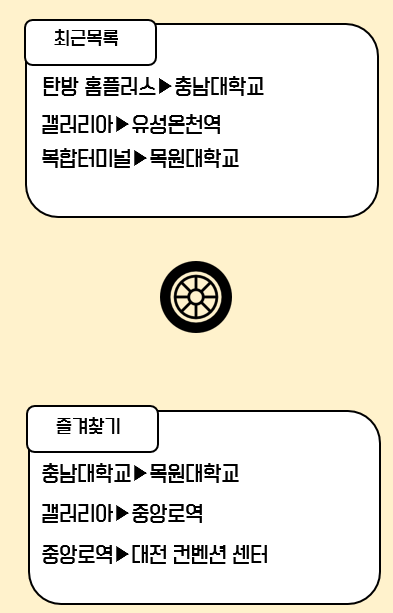 최근목록
탄방 홈플러스▶충남대학교
갤러리아▶유성온천역
복합터미널▶목원대학교
즐겨찾기
충남대학교▶목원대학교
갤러리아▶중앙로역
중앙로역▶대전 컨벤션 센터